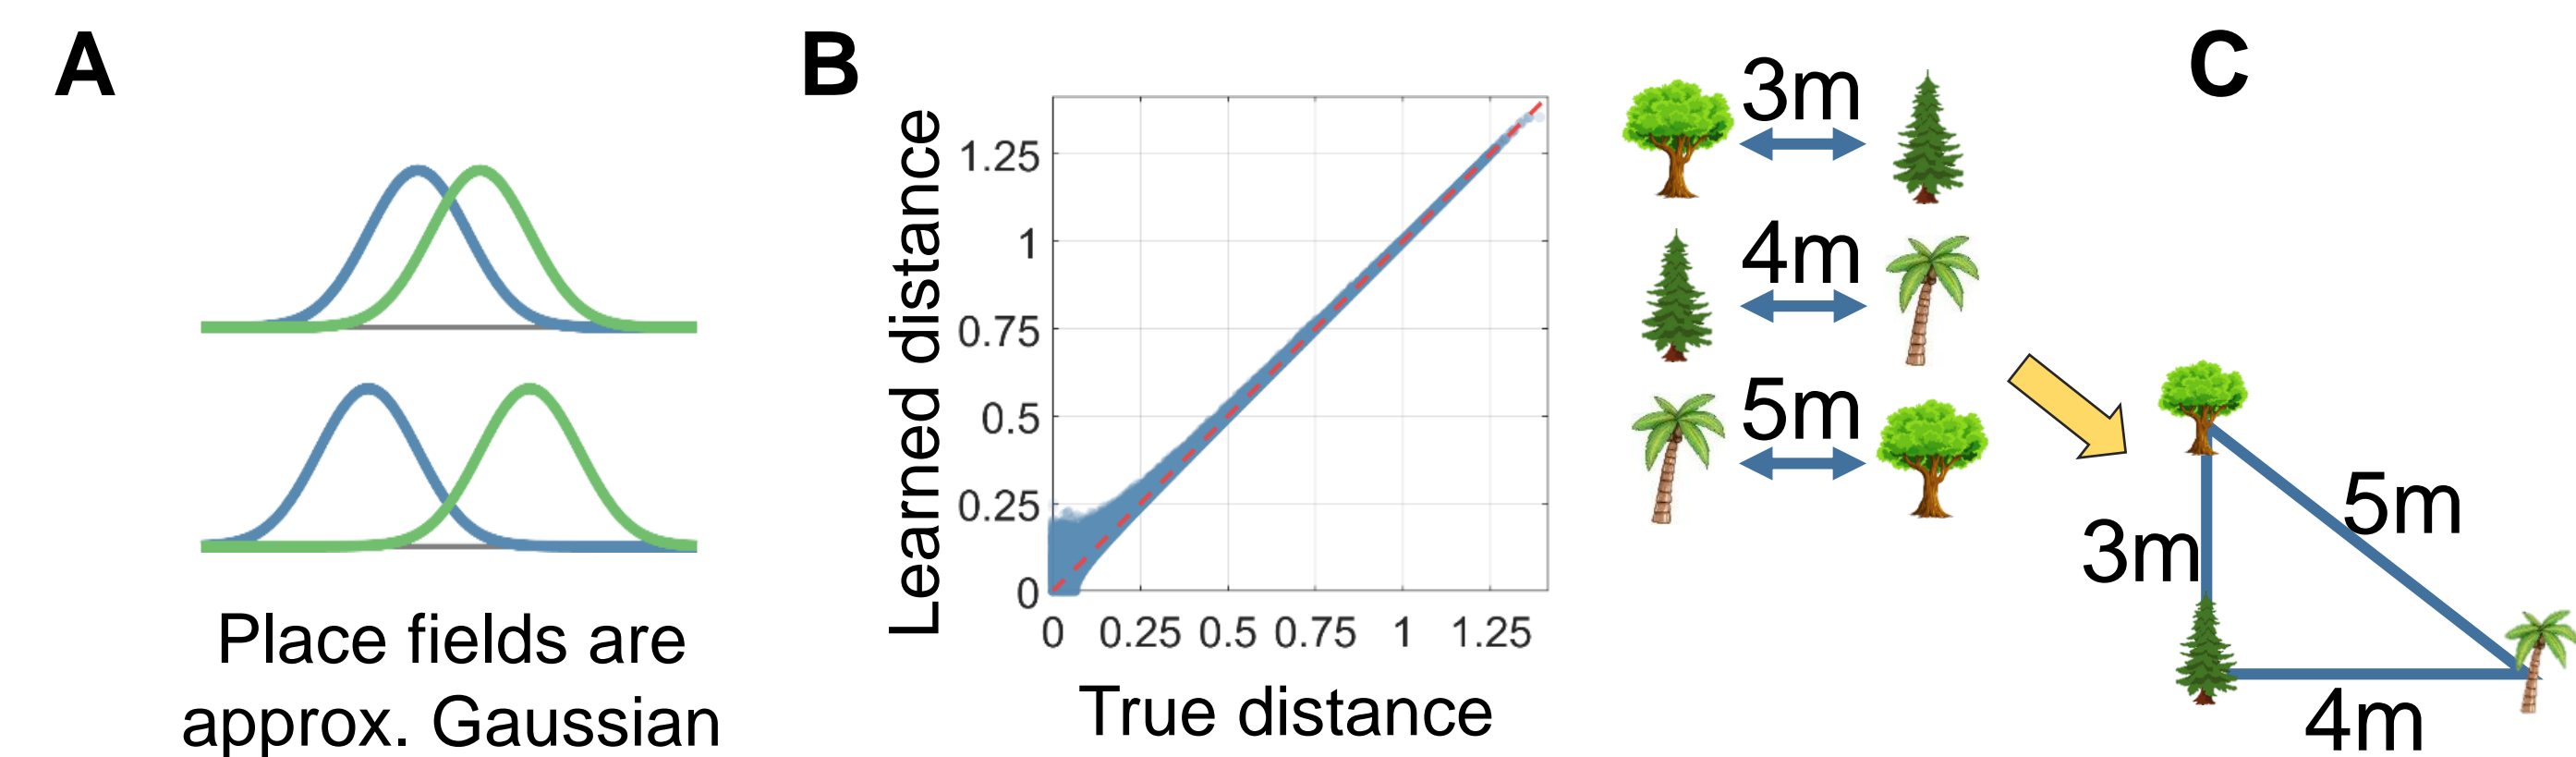 A
Place fields are
approx. Gaussian
B
Learned distance
1.25
1
0.75
0.5
0.25
0
0 0.25 0.5 0.75 1 1.25
True distance
3m
4m
5m
C
5m
3m
4m